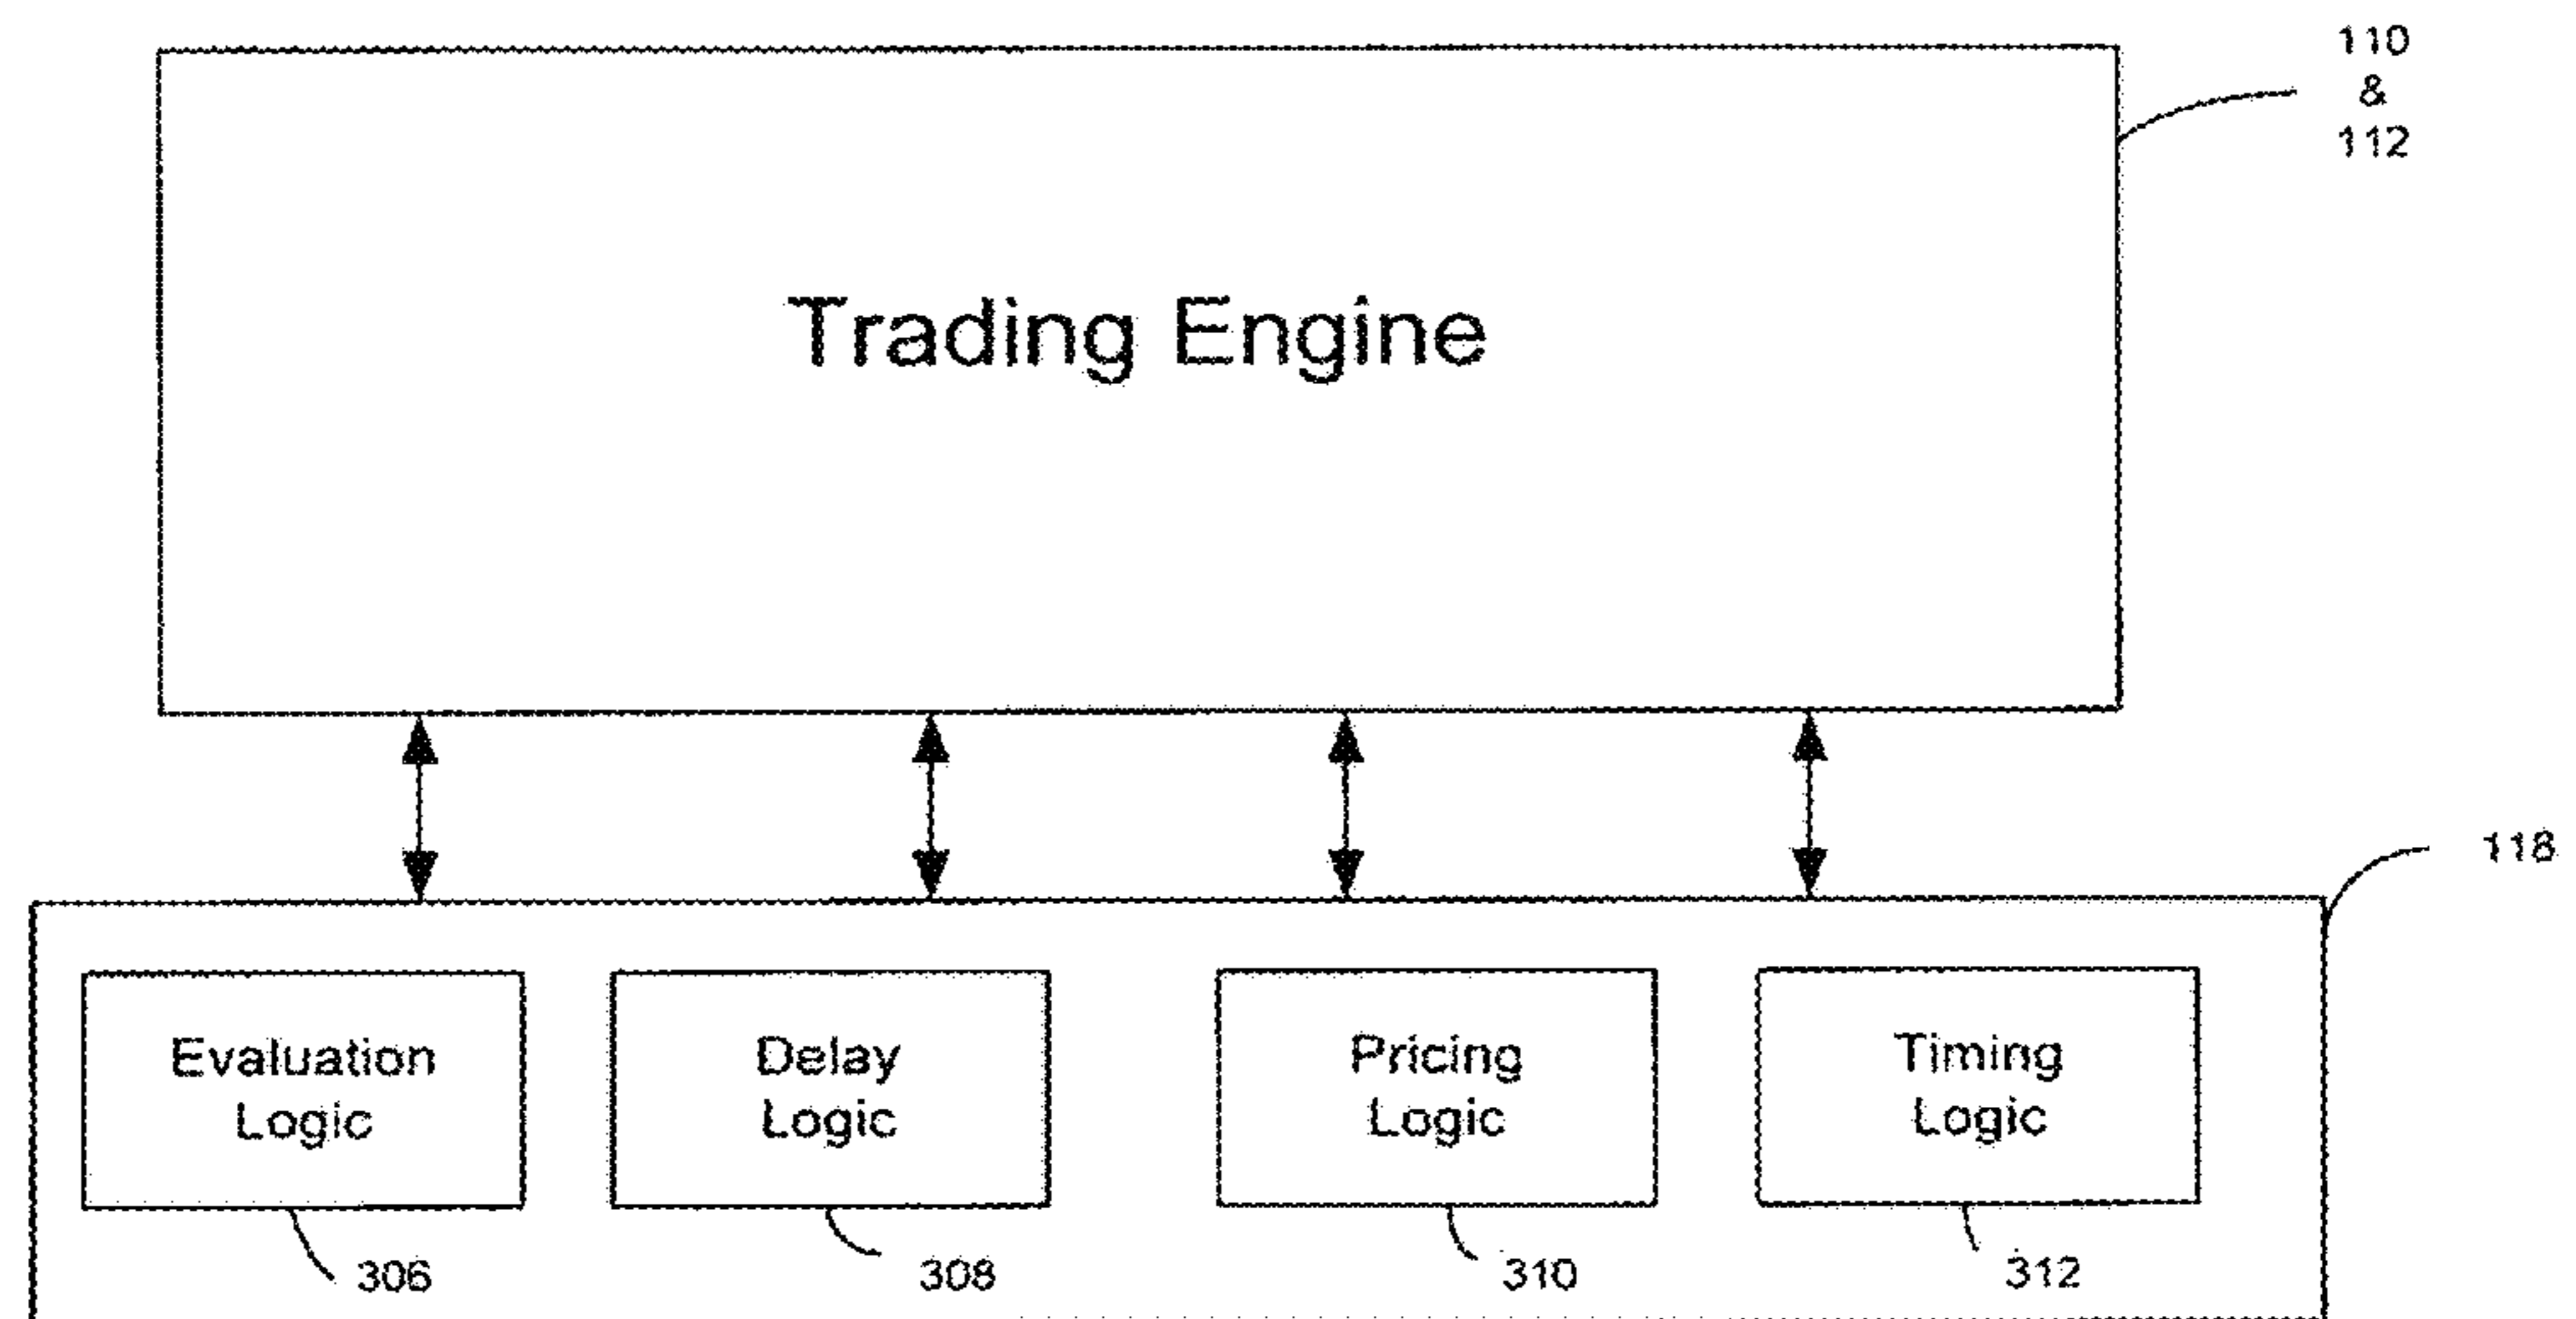 110
&
112
Trading Engine
118
Evaluation
Logic
Delay
Logic
Pricing
Logic
Timing
Logic
306
308
310
312